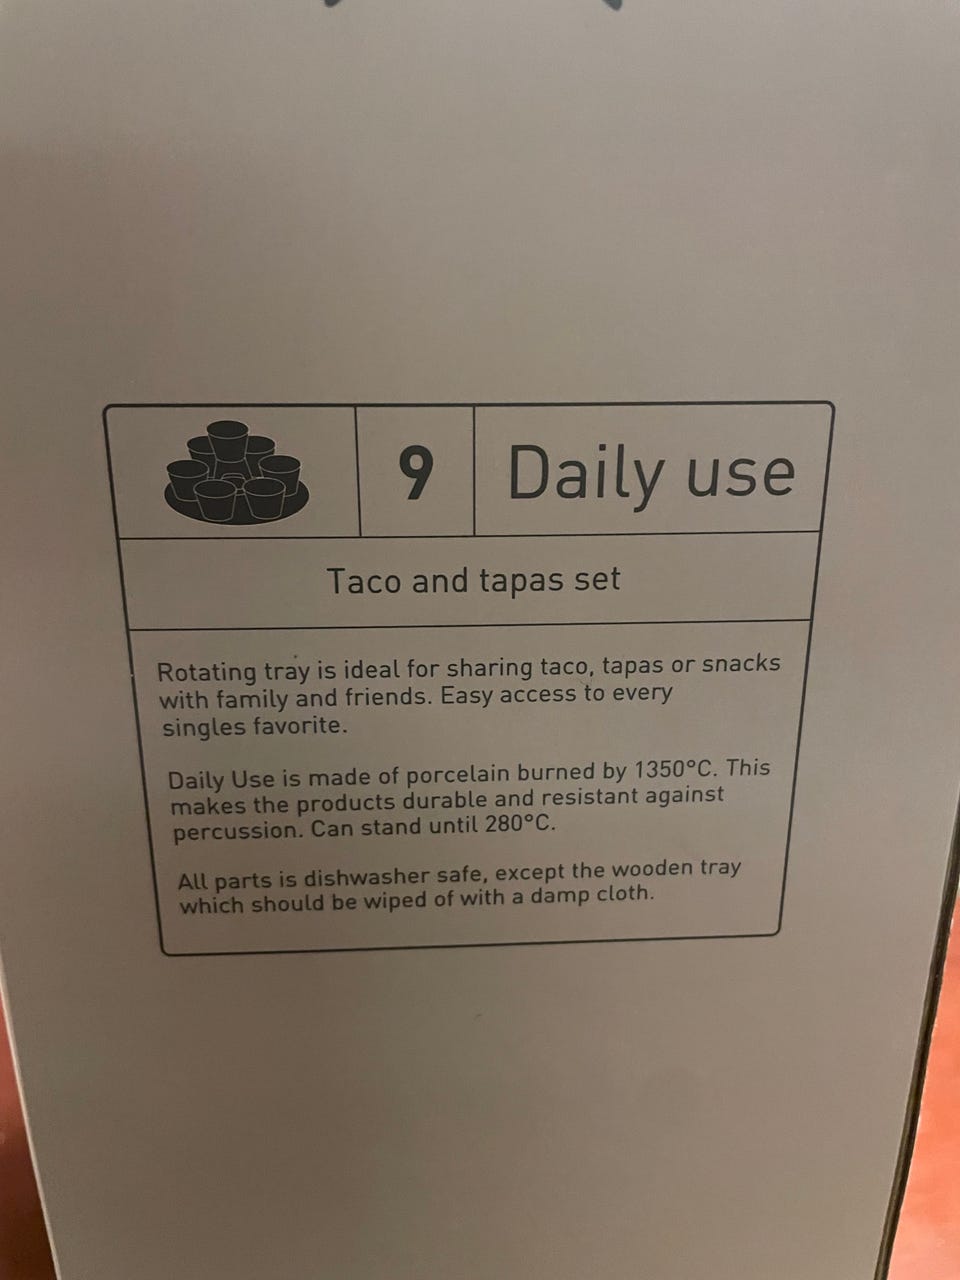 9
Daily use
Taco and tapas set
Rotating tray is ideal for sharing taco, tapas or snacks
with family and friends. Easy access to every
singles favorite.
Daily Use is made of porcelain burned by 1350°C. This
makes the products durable and resistant against
percussion. Can stand until 280°C.
All parts is dishwasher safe, except the wooden tray
which should be wiped of with a damp cloth.